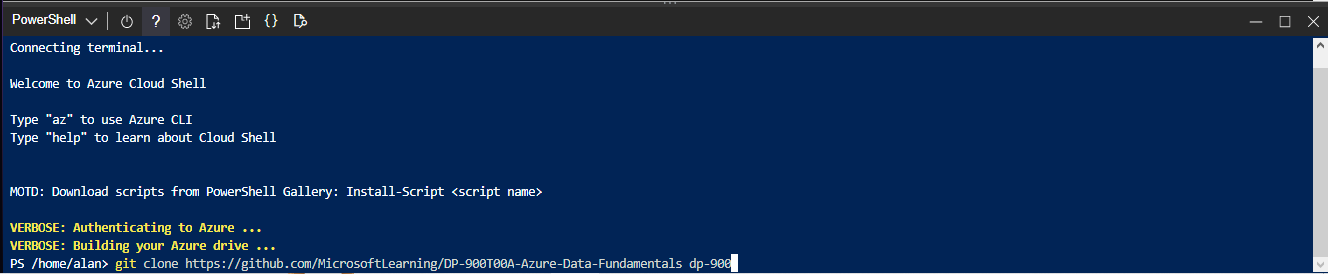 PowerShell
?
{}
Connecting terminal...
Welcome to Azure Cloud Shell
Type "az" to use Azure CLI
Type "help" to learn about Cloud Shell
MOTD: Download scripts from PowerShell Gallery: Install-Script <script name>
VERBOSE: Authenticating to Azure ...
VERBOSE: Building your Azure drive ...
PS /home/alan> git clone https://github.com/MicrosoftLearning/DP-900T00A-Azure-Data-Fundamentals dp-900